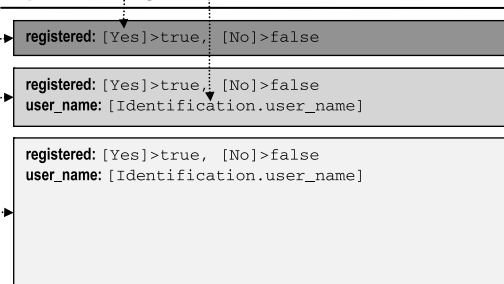 registered: [Yes]>true, [No]>false
registered: [Yes]>true, [No]>false
user_name: [Identification.user_name]
registered: [Yes]>true, [No]>false
user_name: [Identification.user_name]